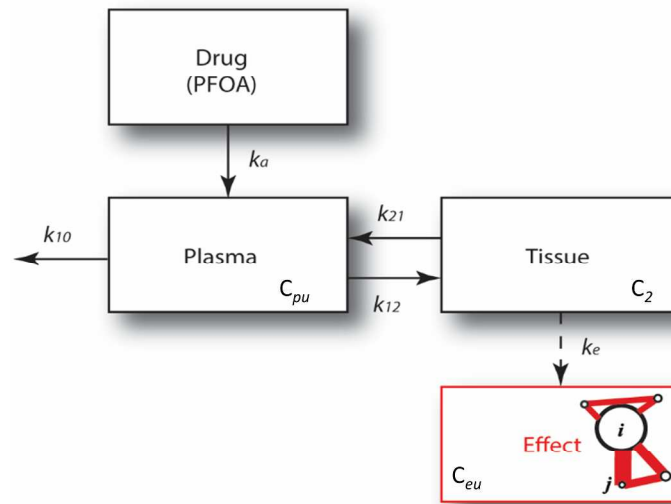 Drug
(PFOA)
kₐ
k₂₁
k₁₀
Plasma
Tissue
Cₚᵤ
k₁₂
C₂
kₑ
Effect
i
Cₑᵤ
j